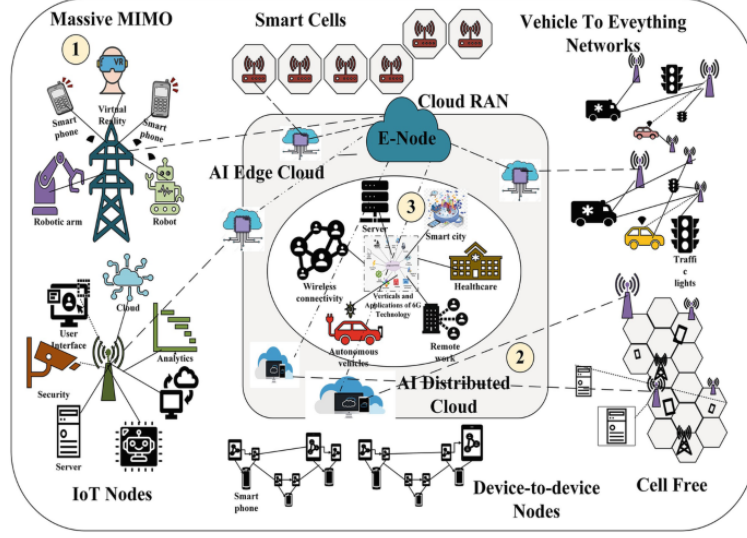 Massive MIMO
1
VR
Virtual
Reality
Smart
phone
Smart
phone
Robotic arm
Robot
Smart Cells
Vehicle To Eveything
Networks
Cloud RAN
E-Node
AI Edge Cloud
3
Server
Smart city
Wireless
connectivity
Verticals and
Applications of 6G
Technology
Healthcare
Autonomous
vehicles
Remote
work
2
AI Distributed
Cloud
Traffi
c
lights
Cloud
User
Interface
Analytics
Security
Server
IoT Nodes
Smart
phone
Device-to-device
Nodes
Cell Free